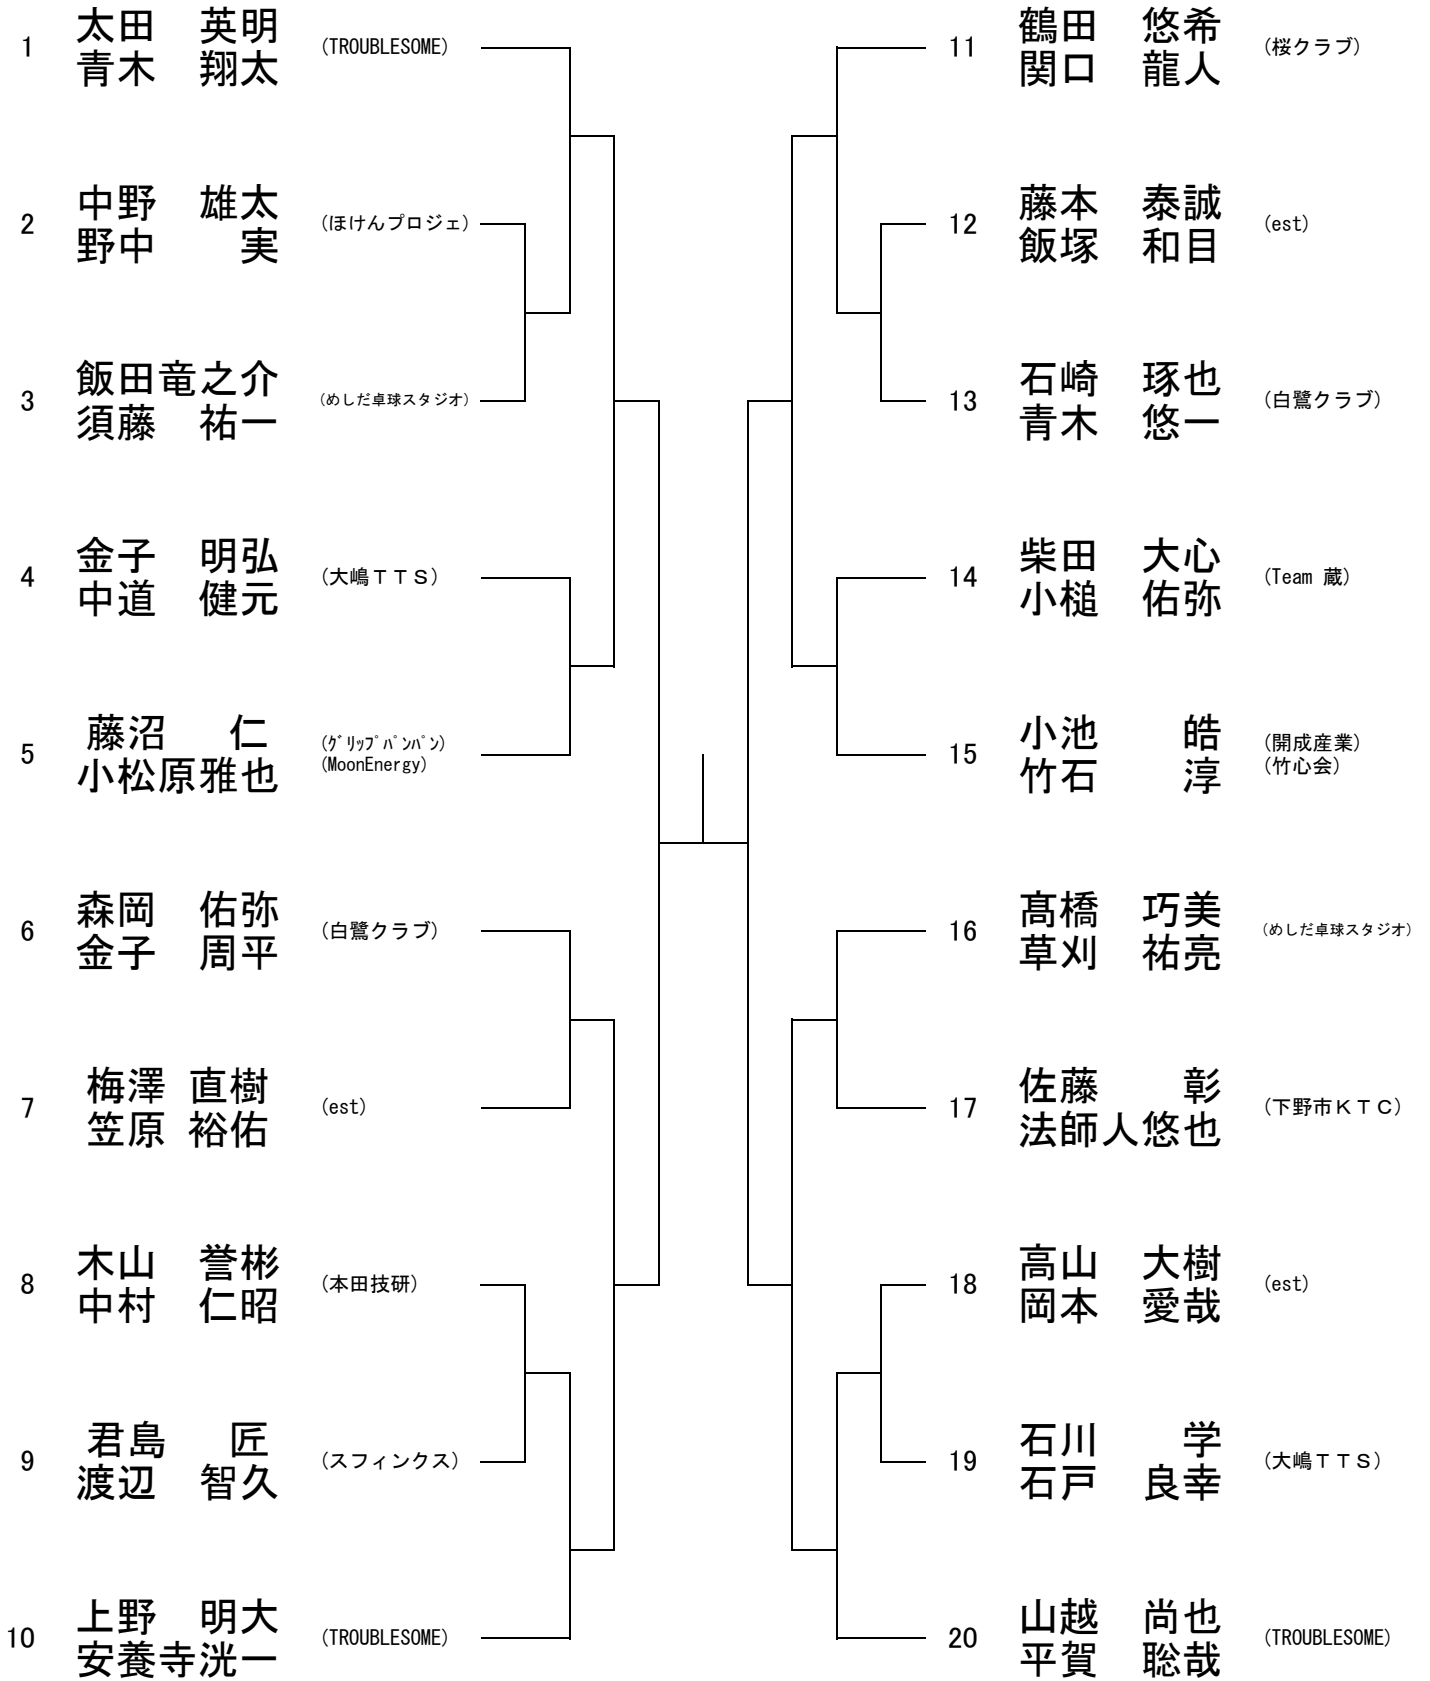 1 太田 英明 (TROUBLESOME)
青木 翔太
2 中野 雄太 (ほけんプロジェ)
野中 実
3 飯田竜之介 (めしだ卓球スタジオ)
須藤 祐一
4 金子 明弘 (大嶋ＴＴＳ)
中道 健元
5 藤沼 仁 (ｸﾞﾘｯﾌﾟﾊﾟﾝﾊﾟﾝ)
小松原雅也 (MoonEnergy)
6 森岡 佑弥 (白鷺クラブ)
金子 周平
7 梅澤 直樹 (est)
笠原 裕佑
8 木山 誉彬 (本田技研)
中村 仁昭
9 君島 匠 (スフィンクス)
渡辺 智久
10 上野 明大 (TROUBLESOME)
安養寺洸一
11 鶴田 悠希 (桜クラブ)
関口 龍人
12 藤本 泰誠 (est)
飯塚 和目
13 石崎 琢也 (白鷺クラブ)
青木 悠一
14 柴田 大心 (Team 蔵)
小槌 佑弥
15 小池 皓 (開成産業)
竹石 淳 (竹心会)
16 髙橋 巧美 (めしだ卓球スタジオ)
草刈 祐亮
17 佐藤 彰 (下野市ＫＴＣ)
法師人悠也
18 高山 大樹 (est)
岡本 愛哉
19 石川 学 (大嶋ＴＴＳ)
石戸 良幸
20 山越 尚也 (TROUBLESOME)
平賀 聡哉